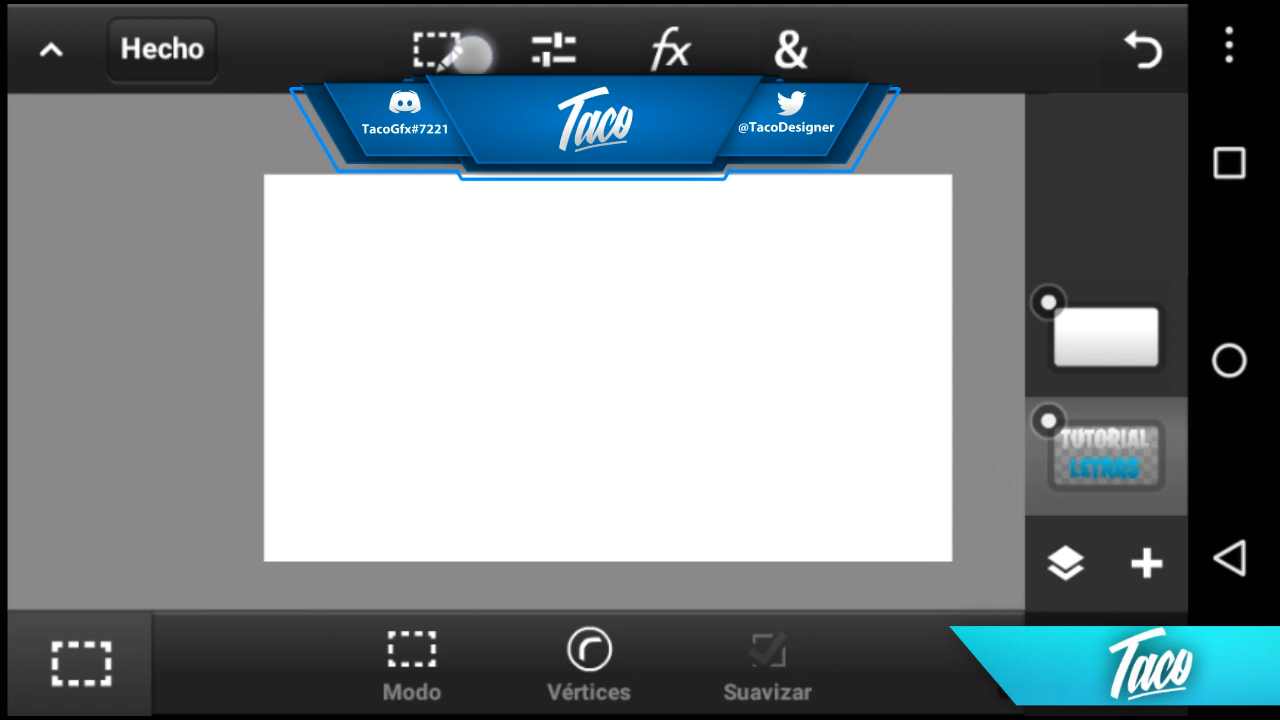 Hecho
fx
&
TacoGfx#7221
Taco
@TacoDesigner
TUTORIAL
LETRAS
Modo
Vértices
Suavizar
Taco